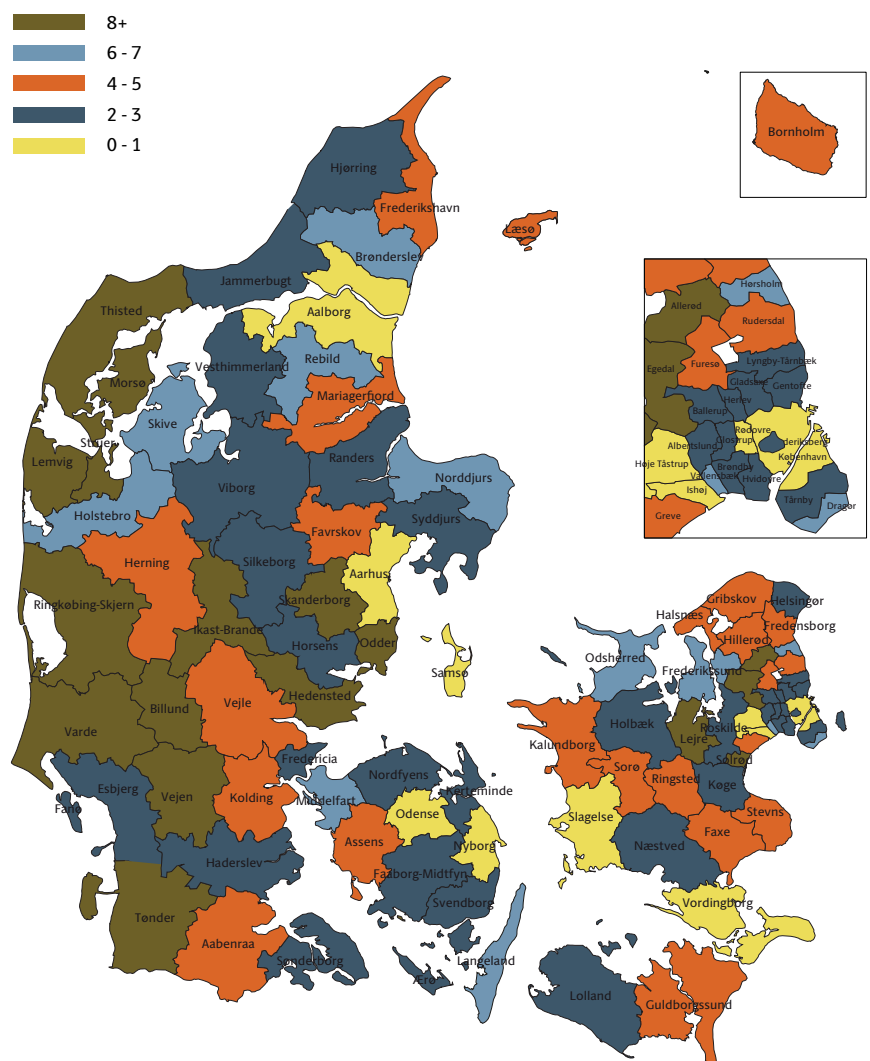 8+
6 - 7
4 - 5
2 - 3
0 - 1
Bornholm
Hjørring
Frederikshavn
Læsø
Brønderslev
Jammerbugt
Thisted
Aalborg
Vesthimmerland
Rebild
Morsø
Mariagerfjord
Skive
Struer
Lemvig
Randers
Viborg
Norddjurs
Holstebro
Syddjurs
Favrskov
Herning
Silkeborg
Aarhus
Ringkøbing-Skjern
Skanderborg
Ikast-Brande
Odder
Horsens
Samsø
Hedensted
Vejle
Billund
Varde
Fredericia
Esbjerg
Vejen
Kolding
Middelfart
Nordfyens
Kerteminde
Fanø
Odense
Assens
Nyborg
Haderslev
Faaborg-Midtfyn
Svendborg
Tønder
Aabenraa
Sønderborg
Ærø
Langeland
Hørsholm
Allerød
Rudersdal
Furesø
Lyngby-Tårnbæk
Egedal
Gladsaxe
Gentofte
Herlev
Ballerup
Rødovre
Glostrup
Albertslund
Frederiksberg
København
Høje Tåstrup
Brøndby
Vallensbæk
Hvidovre
Ishøj
Tårnby
Dragør
Greve
Gribskov
Helsingør
Halsnæs
Fredensborg
Hillerød
Odsherred
Frederikssund
Holbæk
Roskilde
Lejre
Kalundborg
Solrød
Sorø
Ringsted
Køge
Slagelse
Stevns
Faxe
Næstved
Vordingborg
Lolland
Guldborgssund